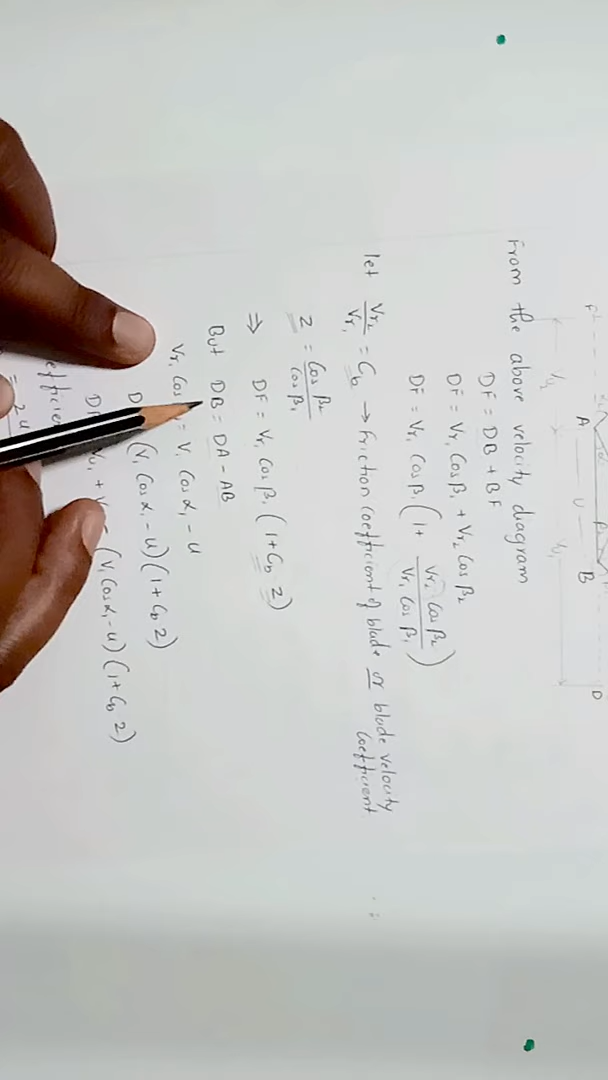 A U B D
From the above velocity diagram
DF = DB + BF
DF = Vr₁ Cos β₁ + Vr₂ Cos β₂
DF = Vr₁ Cos β₁ (1 + Vr₂ Cos β₂ / Vr₁ Cos β₁)
let Vr₂ / Vr₁ = Cb → Friction coefficient of blade or blade velocity
coefficient
Z = Cos β₂ / Cos β₁
⇒ DF = Vr₁ Cos β₁ (1 + Cb Z)
But DB = DA - AB
Vr₁ Cos = V₁ Cos α₁ - u
D (V₁ Cos α₁ - u) (1 + Cb Z)
(V₁ Cos α₁ - u) (1 + Cb Z)
= 2u